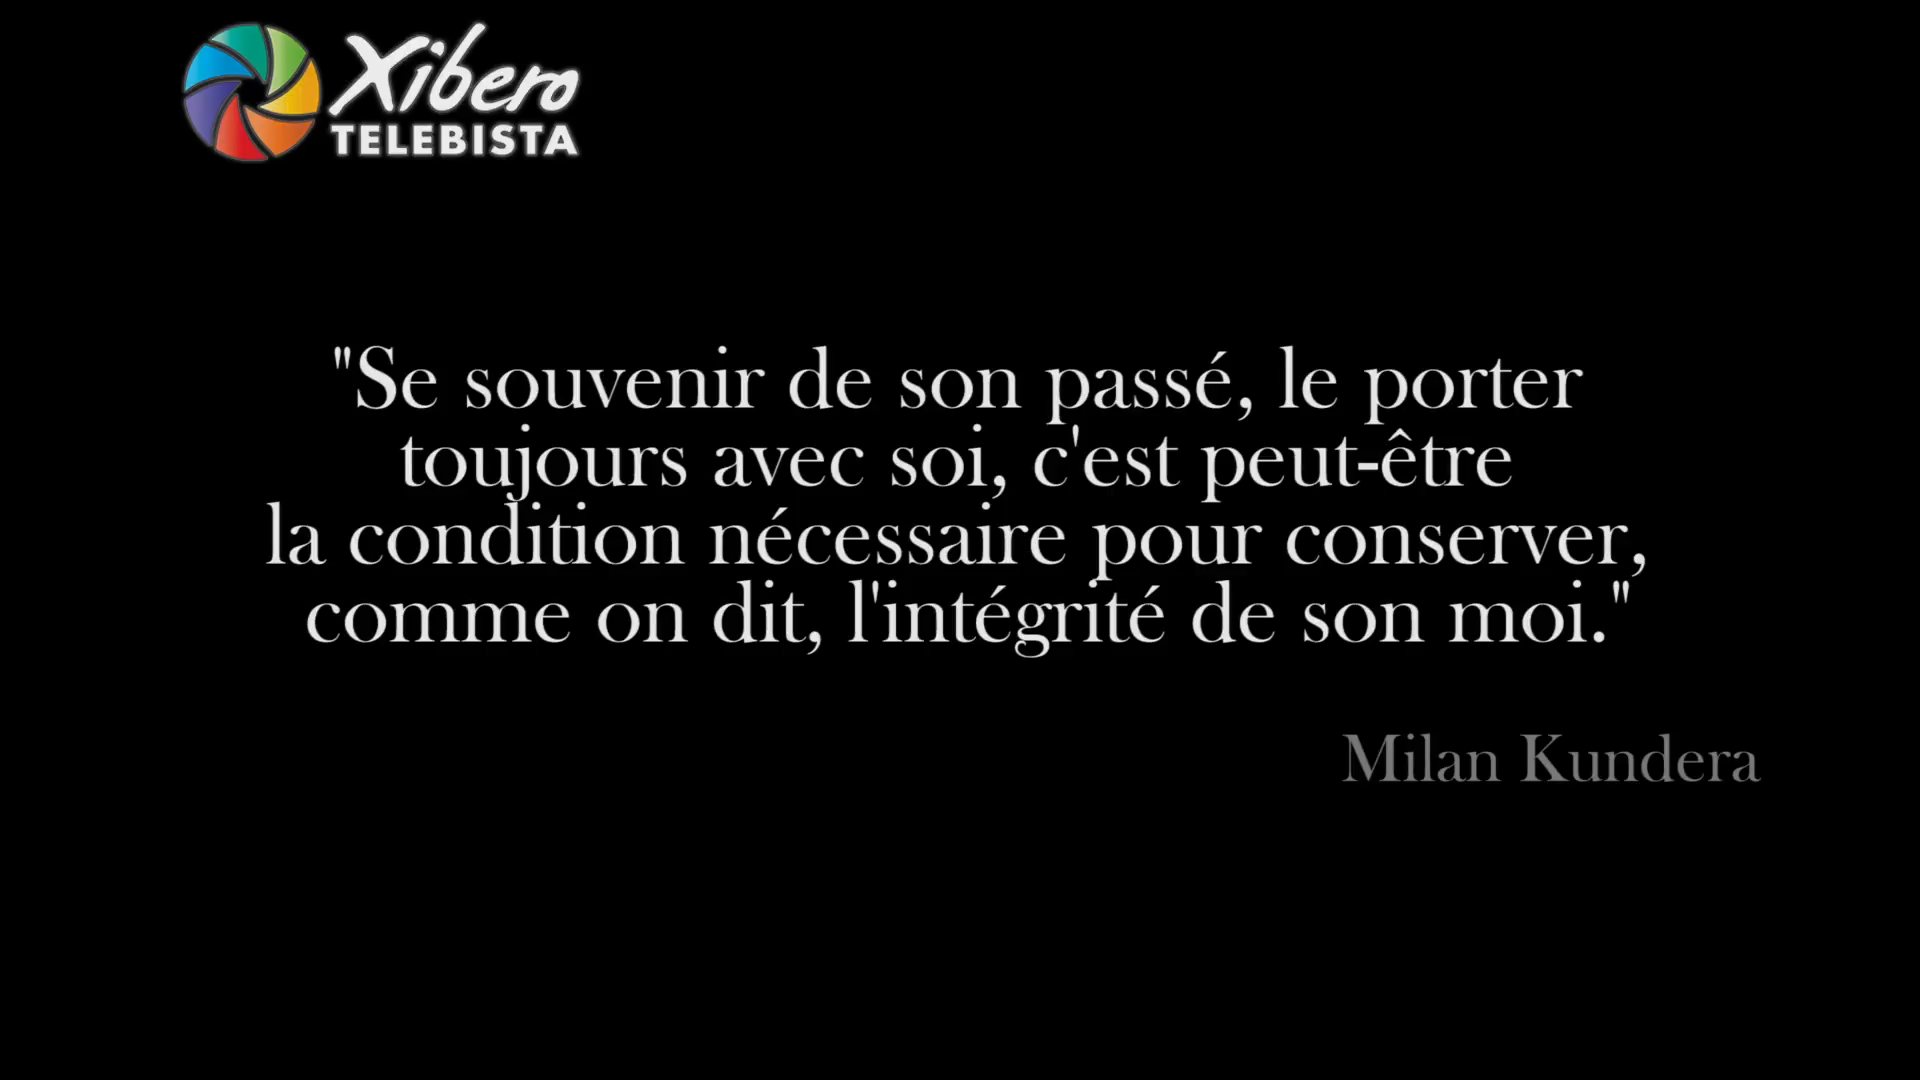 Xibero
TELEBISTA
"Se souvenir de son passé, le porter
toujours avec soi, c'est peut-être
la condition nécessaire pour conserver,
comme on dit, l'intégrité de son moi."
Milan Kundera